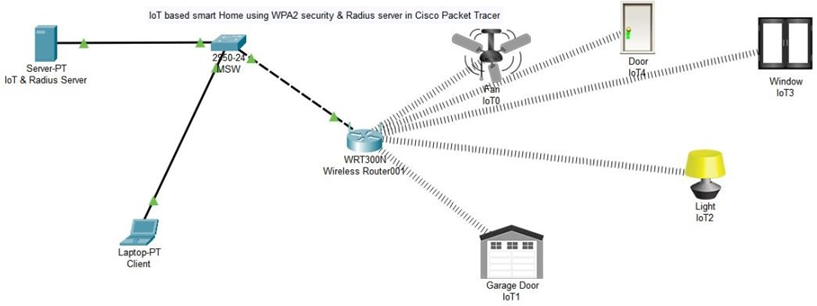 IoT based smart Home using WPA2 security & Radius server in Cisco Packet Tracer
Server-PT
IoT & Radius Server
2950-24
MSW
Fan
IoT0
Door
IoT4
Window
IoT3
WRT300N
Wireless Router001
Light
IoT2
Laptop-PT
Client
Garage Door
IoT1